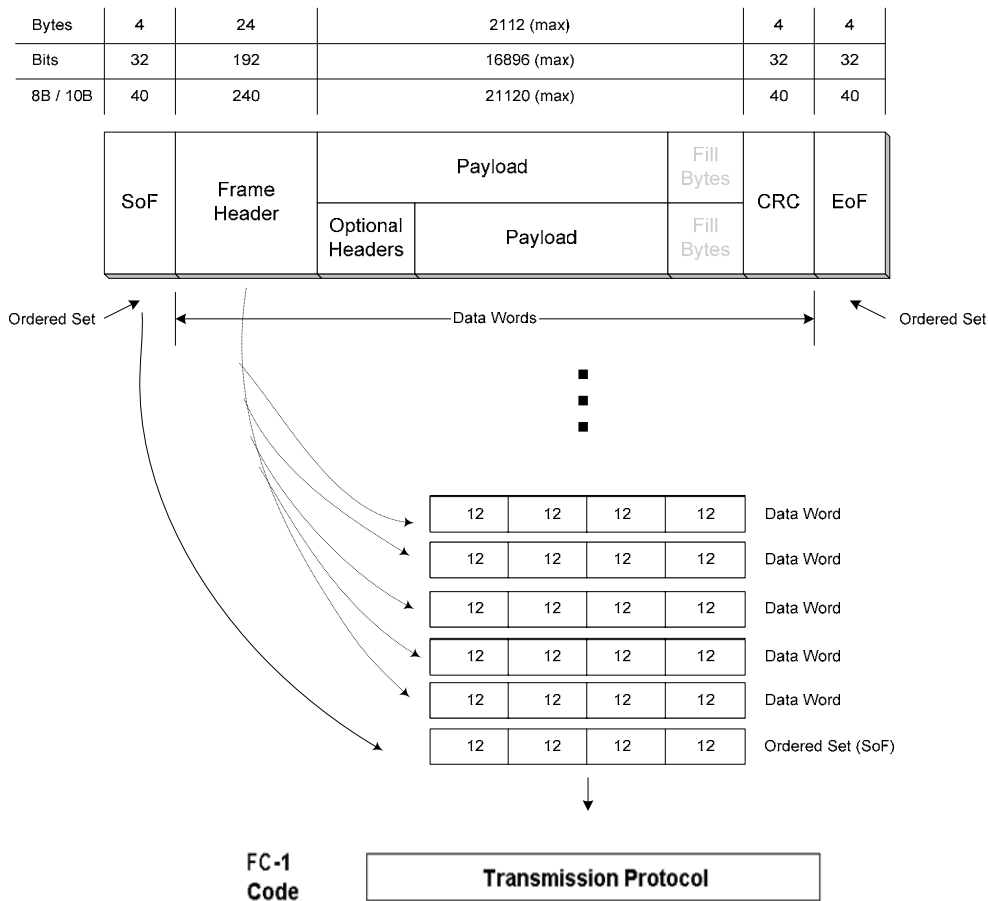 Bytes 4 24 2112 (max) 4 4
Bits 32 192 16896 (max) 32 32
8B / 10B 40 240 21120 (max) 40 40
SoF
Frame
Header
Payload
Fill
Bytes
Optional
Headers
Payload
Fill
Bytes
CRC
EoF
Ordered Set
Data Words
Ordered Set
12 12 12 12 Data Word
12 12 12 12 Data Word
12 12 12 12 Data Word
12 12 12 12 Data Word
12 12 12 12 Data Word
12 12 12 12 Ordered Set (SoF)
FC-1
Code
Transmission Protocol